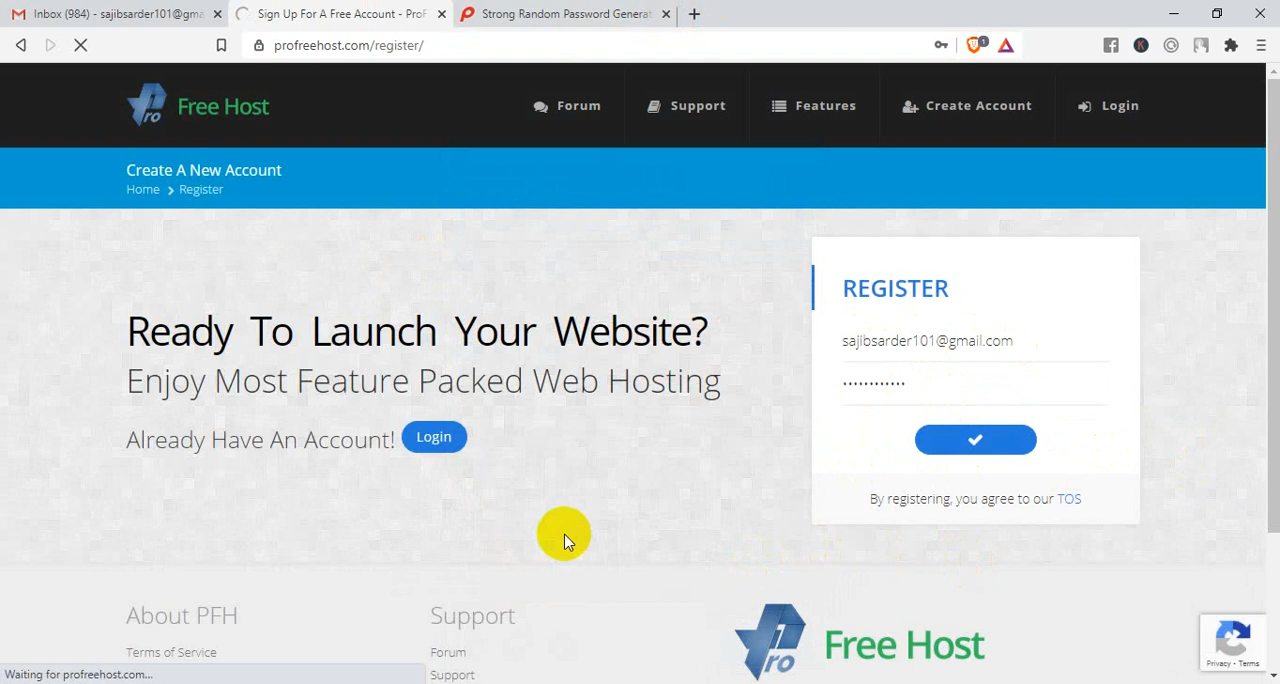 Inbox (984) - sajibsarder101@gma
Sign Up For A Free Account - ProF
Strong Random Password Generat
profreehost.com/register/
1
ro Free Host
Forum
Support
Features
Create Account
Login
Create A New Account
Home
Register
Ready To Launch Your Website?
Enjoy Most Feature Packed Web Hosting
Already Have An Account! Login
REGISTER
sajibsarder101@gmail.com
••••••••••••
By registering, you agree to our TOS
About PFH
Terms of Service
Support
Forum
Support
ro Free Host
Privacy - Terms
Waiting for profreehost.com...